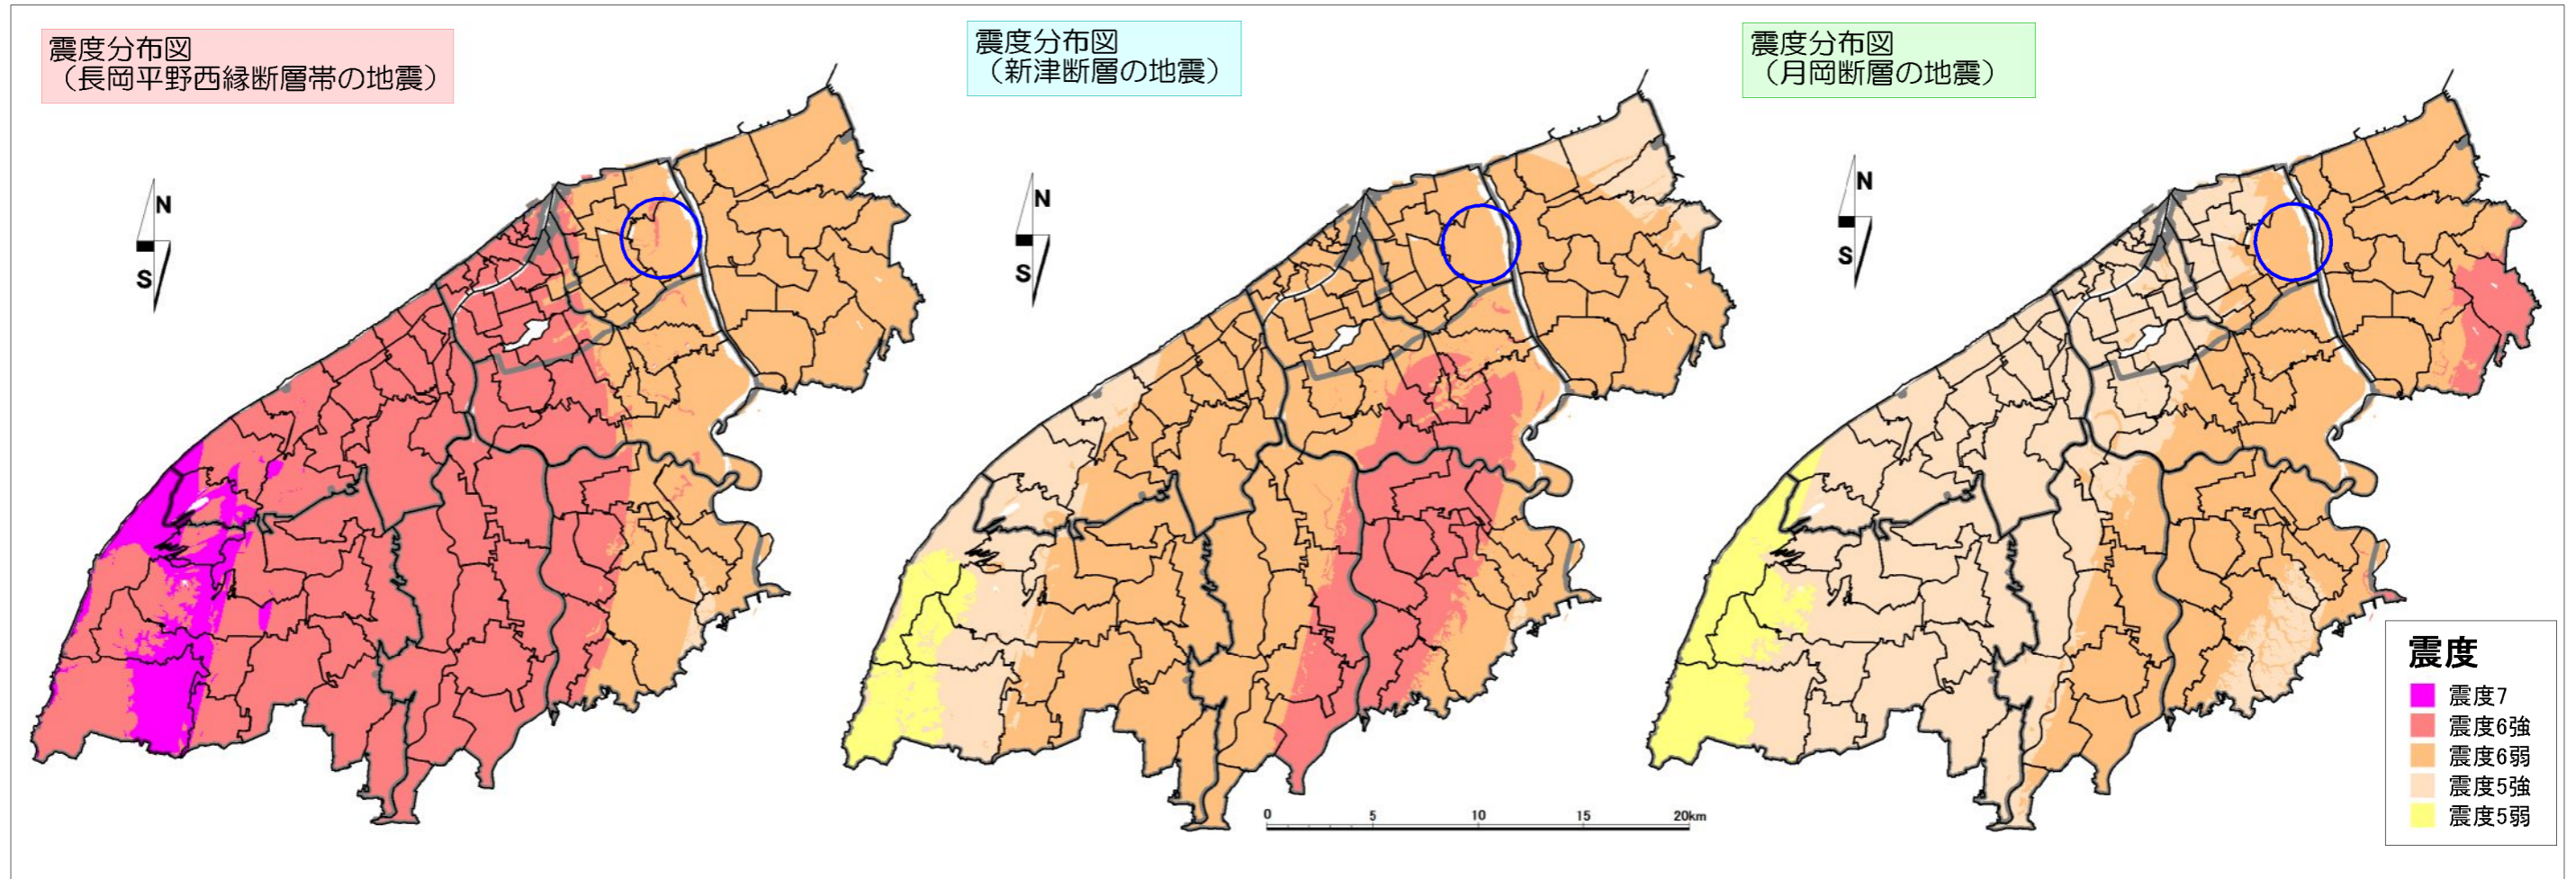 震度分布図
（長岡平野西縁断層帯の地震）
震度分布図
（新津断層の地震）
震度分布図
（月岡断層の地震）
N
S
N
S
N
S
0 5 10 15 20km
震度
震度7
震度6強
震度6弱
震度5強
震度5弱